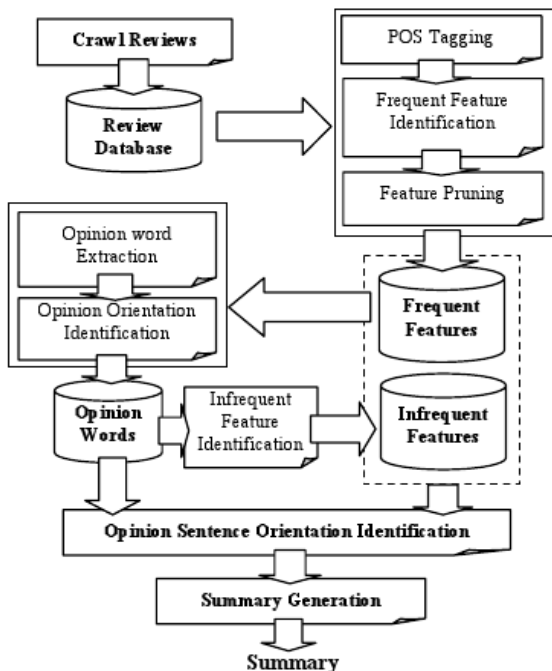 Crawl Reviews
Review
Database
POS Tagging
Frequent Feature
Identification
Feature Pruning
Opinion word
Extraction
Opinion Orientation
Identification
Frequent
Features
Opinion
Words
Infrequent
Feature
Identification
Infrequent
Features
Opinion Sentence Orientation Identification
Summary Generation
Summary